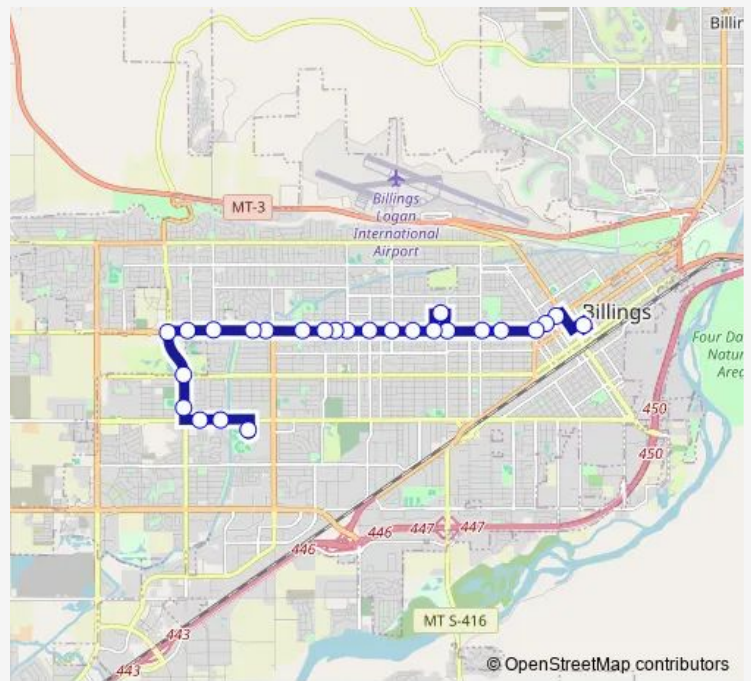 Billin
MT-3
Billings
Logan
International
Airport
Billings
Four Da
Natur
Area
450
450
446
447
447
446
MT S-416
443
443
© OpenStreetMap contributors